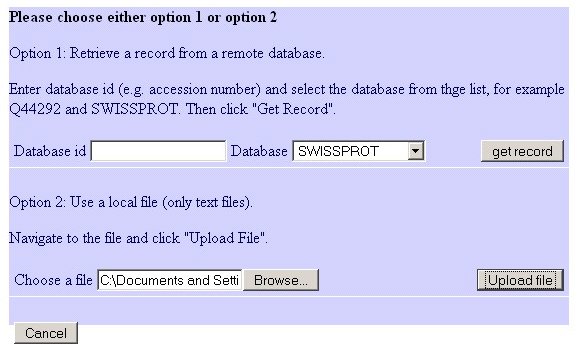 Please choose either option 1 or option 2
Option 1: Retrieve a record from a remote database.
Enter database id (e.g. accession number) and select the database from thge list, for example
Q44292 and SWISSPROT. Then click "Get Record".
Database id Database SWISSPROT get record
Option 2: Use a local file (only text files).
Navigate to the file and click "Upload File".
Choose a file C:\Documents and Setti Browse... Upload file
Cancel